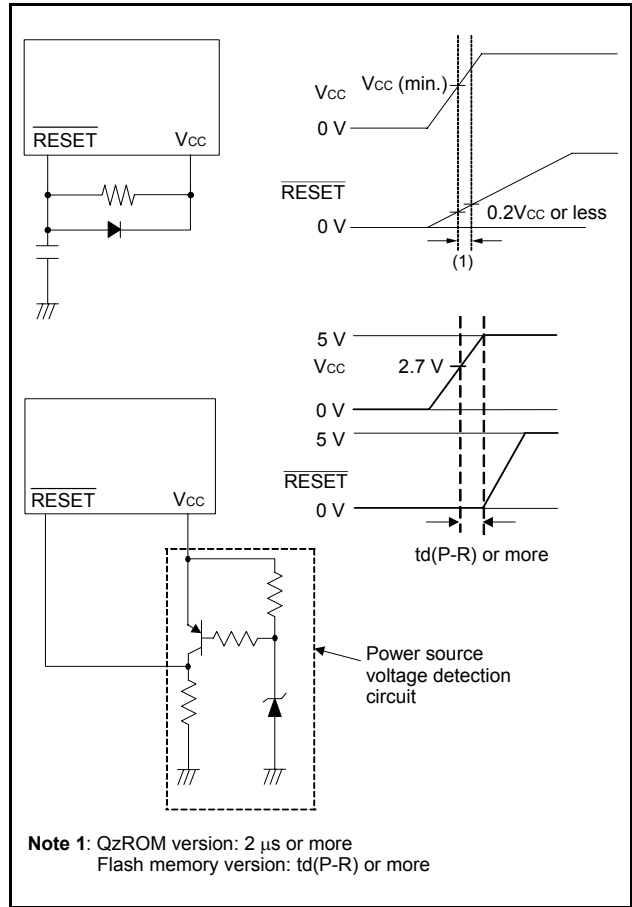 RESET VCC
VCC VCC (min.)
0 V
RESET
0.2VCC or less
0 V
(1)
5 V
VCC 2.7 V
0 V
5 V
RESET
0 V
td(P-R) or more
RESET VCC
Power source
voltage detection
circuit
Note 1: QzROM version: 2 μs or more
Flash memory version: td(P-R) or more